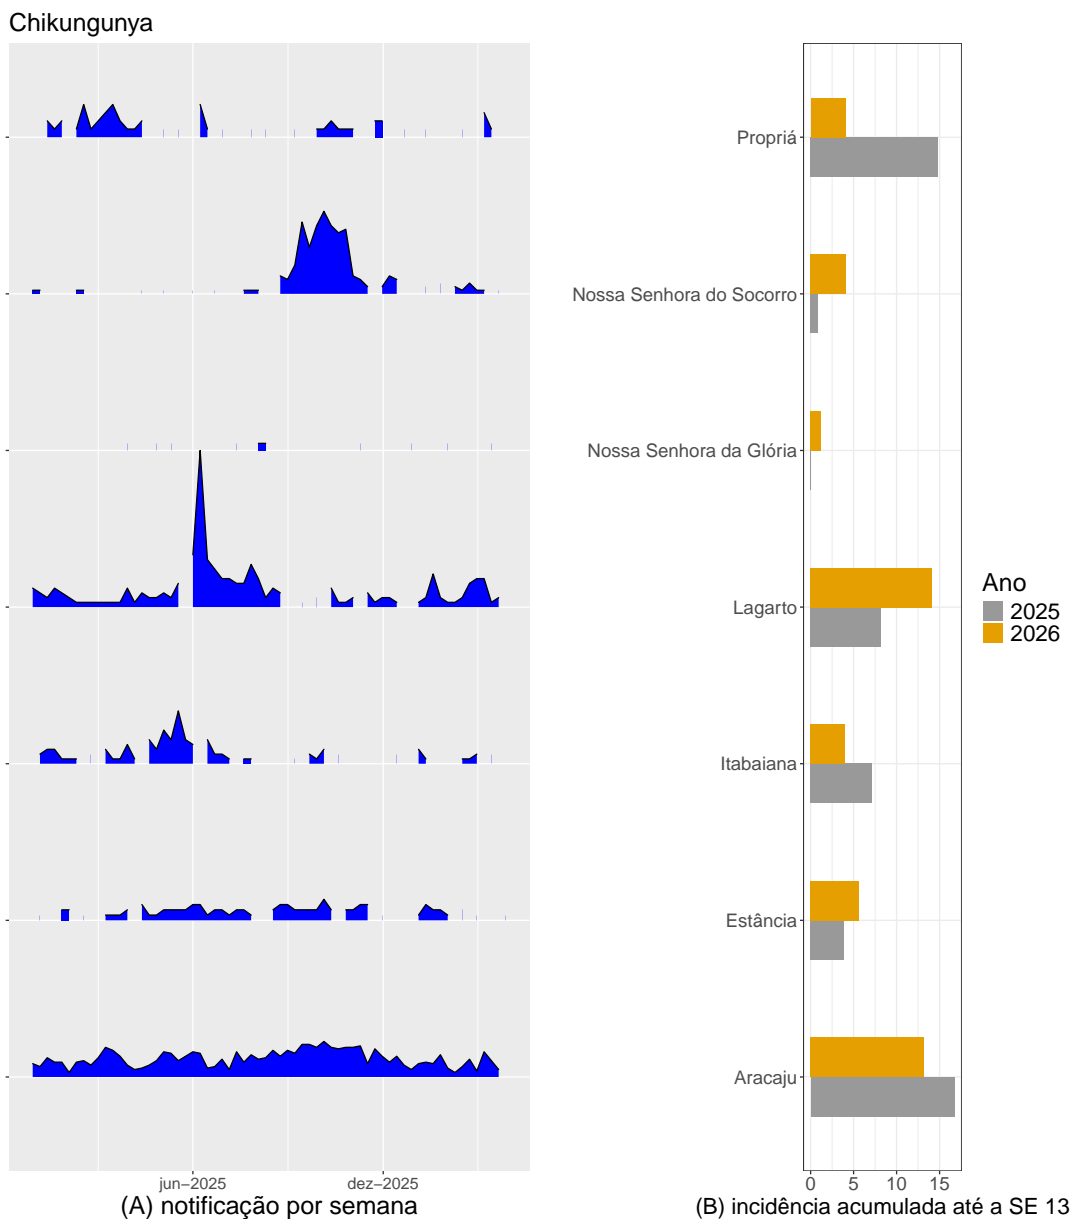 Chikungunya
Propriá
Nossa Senhora do Socorro
Nossa Senhora da Glória
Lagarto
Itabaiana
Estância
Aracaju
jun−2025
dez−2025
(A) notificação por semana
0
5
10
15
(B) incidência acumulada até a SE 13
Ano
2025
2026